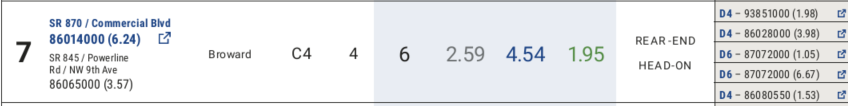 7
SR 870 / Commercial Blvd
86014000 (6.24)
SR 845 / Powerline
Rd / NW 9th Ave
86065000 (3.57)
Broward
C4
4
6
2.59
4.54
1.95
REAR-END
HEAD-ON
D4 – 93851000 (1.98)
D4 – 86028000 (3.98)
D6 – 87072000 (1.05)
D6 – 87072000 (6.67)
D4 – 86080550 (1.53)